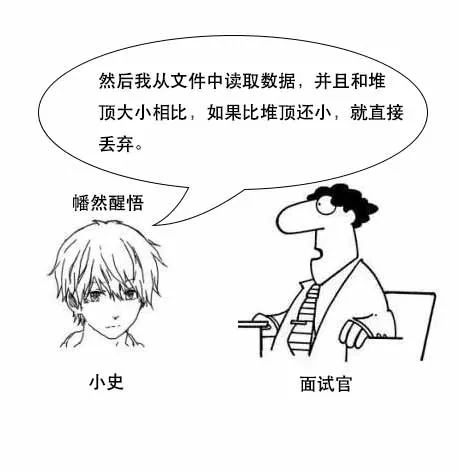 然后我从文件中读取数据，并且和堆
顶大小相比，如果比堆顶还小，就直接
丢弃。
幡然醒悟
小史
面试官